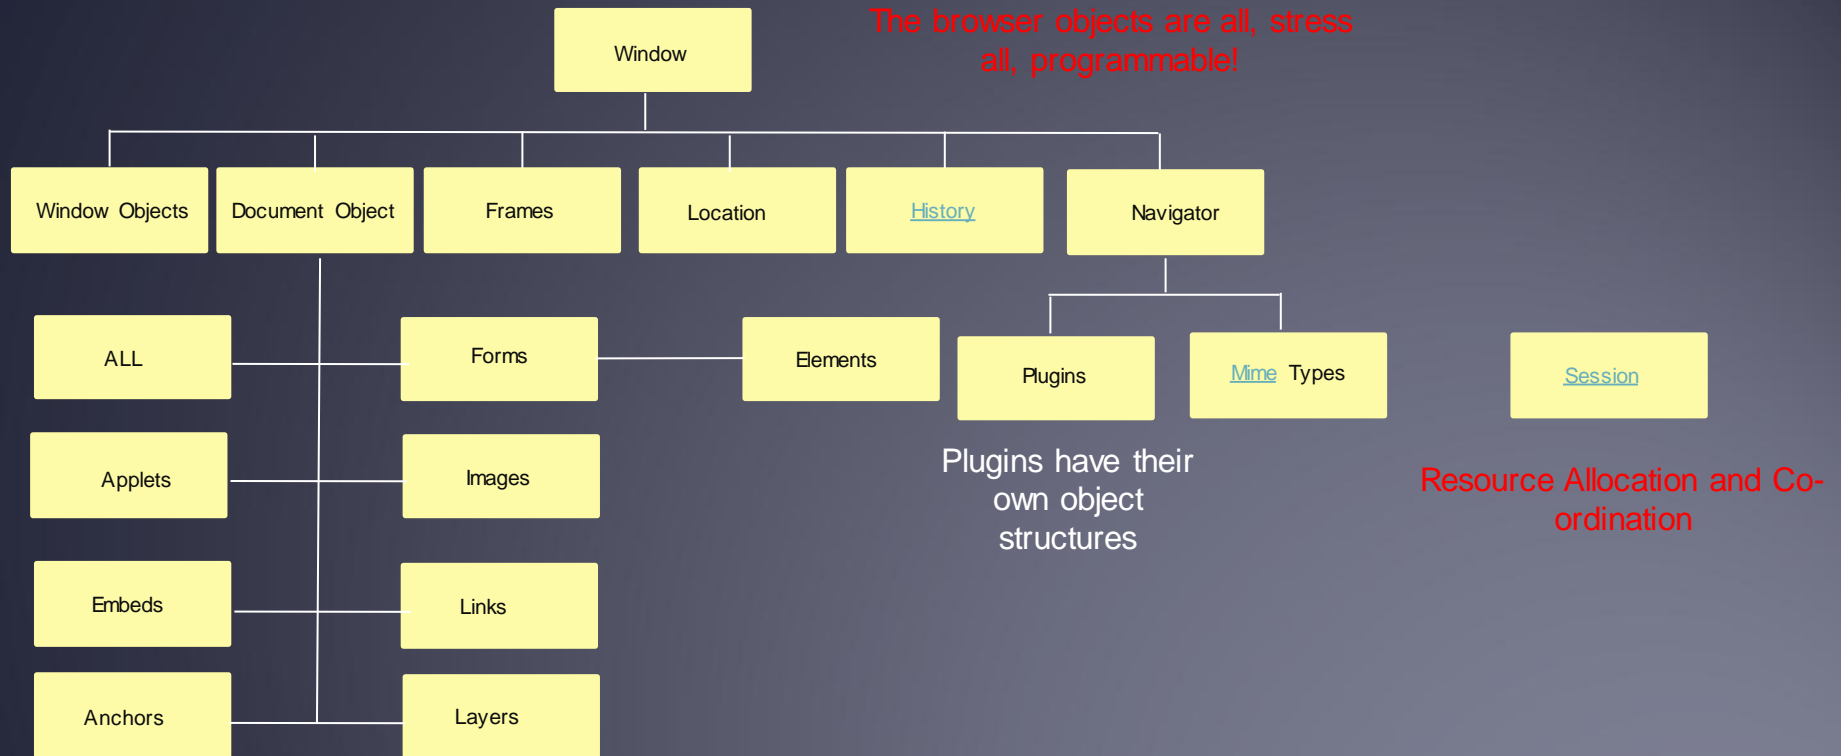 The browser objects are all, stress
all, programmable!
Window
Window Objects
Document Object
Frames
Location
History
Navigator
ALL
Forms
Elements
Plugins
Mime Types
Session
Applets
Images
Plugins have their
own object
structures
Resource Allocation and Co-
ordination
Embeds
Links
Anchors
Layers